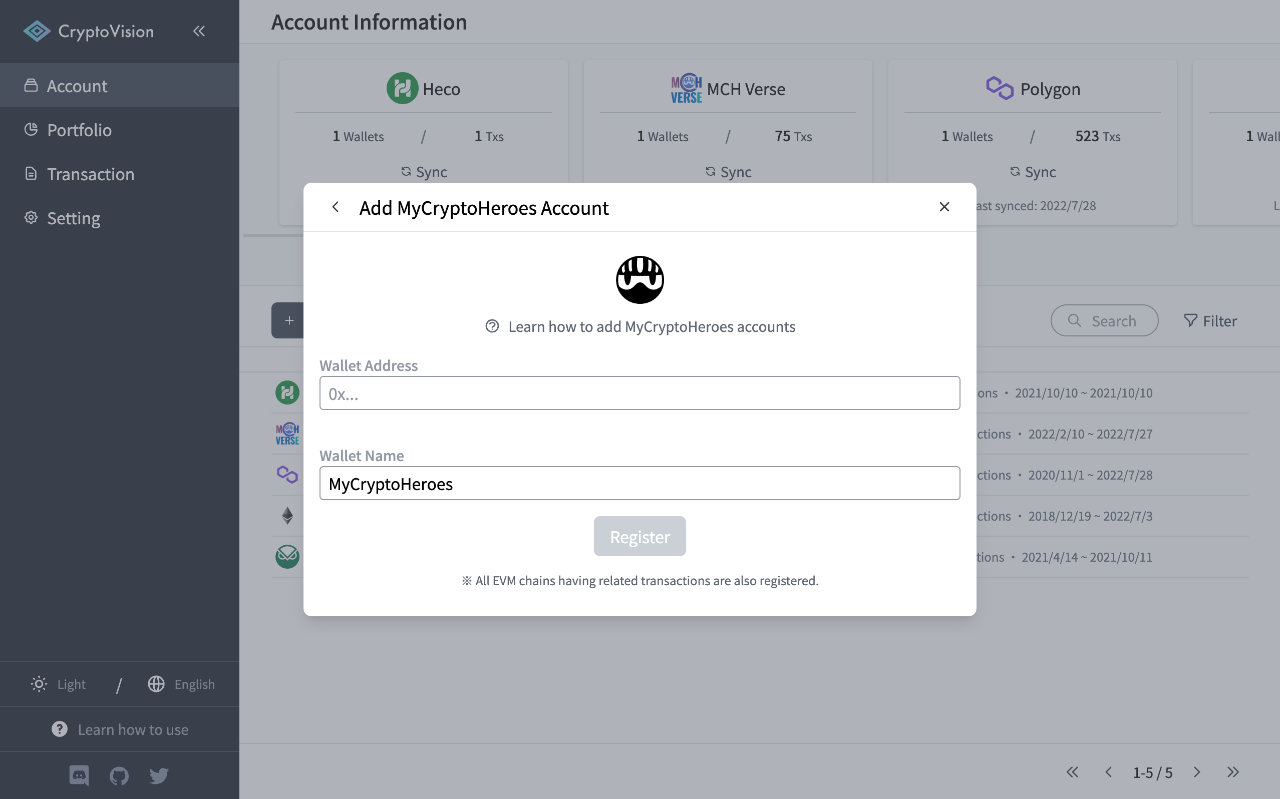 CryptoVision
Account
Portfolio
Transaction
Setting
Light / English
Learn how to use
Account Information
Heco
1 Wallets / 1 Txs
Sync
MCH VERSE
MCH Verse
1 Wallets / 75 Txs
Sync
Polygon
1 Wallets / 523 Txs
Sync
ast synced: 2022/7/28
1 Wal
L
+
Search
Filter
ons • 2021/10/10 ~ 2021/10/10
MCH VERSE
ctions • 2022/2/10 ~ 2022/7/27
ctions • 2020/11/1 ~ 2022/7/28
ctions • 2018/12/19 ~ 2022/7/3
tions • 2021/4/14 ~ 2021/10/11
1-5 / 5
Add MyCryptoHeroes Account
Learn how to add MyCryptoHeroes accounts
Wallet Address
0x...
Wallet Name
MyCryptoHeroes
Register
※ All EVM chains having related transactions are also registered.